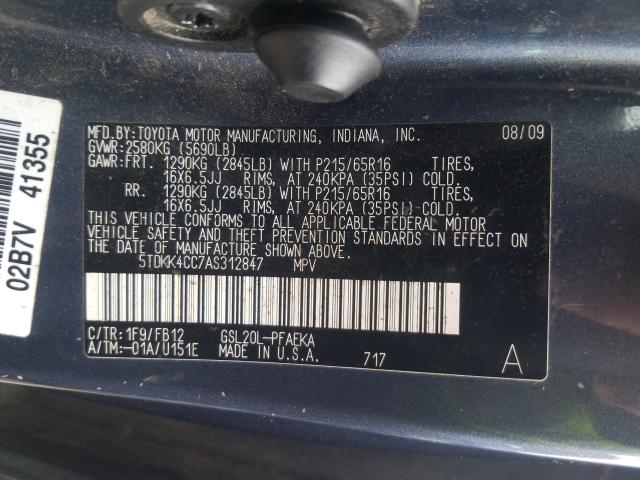 MFD.BY:TOYOTA MOTOR MANUFACTURING, INDIANA, INC. 08/09
GVWR:2580KG (5690LB)
GAWR:FRT. 1290KG (2845LB) WITH P215/65R16 TIRES,
16X6.5JJ RIMS, AT 240KPA (35PSI) COLD.
RR. 1290KG (2845LB) WITH P215/65R16 TIRES,
16X6.5JJ RIMS, AT 240KPA (35PSI) COLD.
THIS VEHICLE CONFORMS TO ALL APPLICABLE FEDERAL MOTOR
VEHICLE SAFETY AND THEFT PREVENTION STANDARDS IN EFFECT
ON THE DATE OF MANUFACTURE SHOWN ABOVE.
5TDKK4CC7AS312847 MPV
C/TR:1F9/FB12 GSL20L-PFAEKA
A/TM:-01A/U151E MADE IN U.S.A. 717 A
02B7V 41355